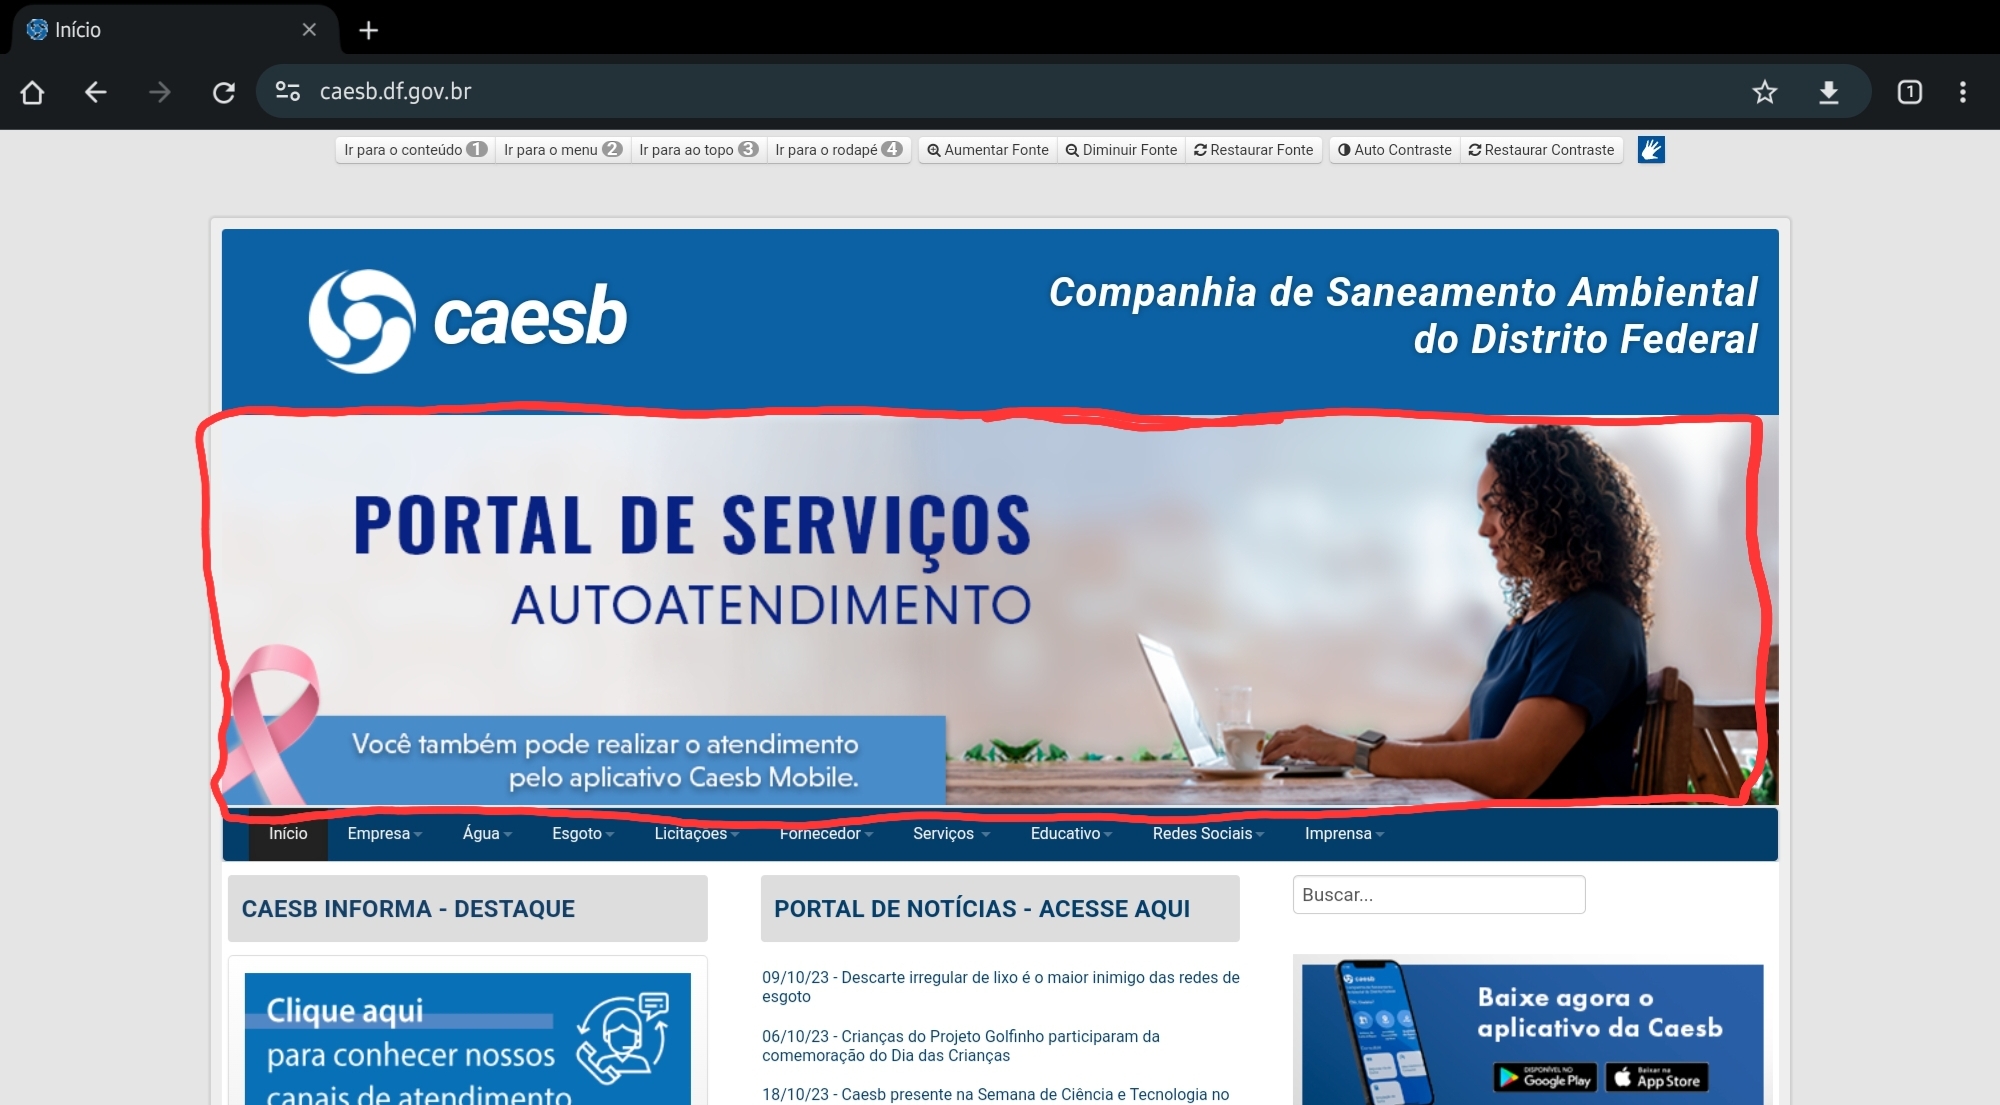 Início
caesb.df.gov.br
1
Ir para o conteúdo 1 Ir para o menu 2 Ir para ao topo 3 Ir para o rodapé 4 Aumentar Fonte Diminuir Fonte Restaurar Fonte Auto Contraste Restaurar Contraste
caesb
Companhia de Saneamento Ambiental
do Distrito Federal
PORTAL DE SERVIÇOS
AUTOATENDIMENTO
Você também pode realizar o atendimento
pelo aplicativo Caesb Mobile.
Início Empresa Água Esgoto Licitações Fornecedor Serviços Educativo Redes Sociais Imprensa
CAESB INFORMA - DESTAQUE
Clique aqui
para conhecer nossos
canais de atendimento
PORTAL DE NOTÍCIAS - ACESSE AQUI
09/10/23 - Descarte irregular de lixo é o maior inimigo das redes de
esgoto
06/10/23 - Crianças do Projeto Golfinho participaram da
comemoração do Dia das Crianças
18/10/23 - Caesb presente na Semana de Ciência e Tecnologia no
Buscar...
caesb
Baixe agora o
aplicativo da Caesb
DISPONÍVEL NO
Google Play
Baixar na
App Store